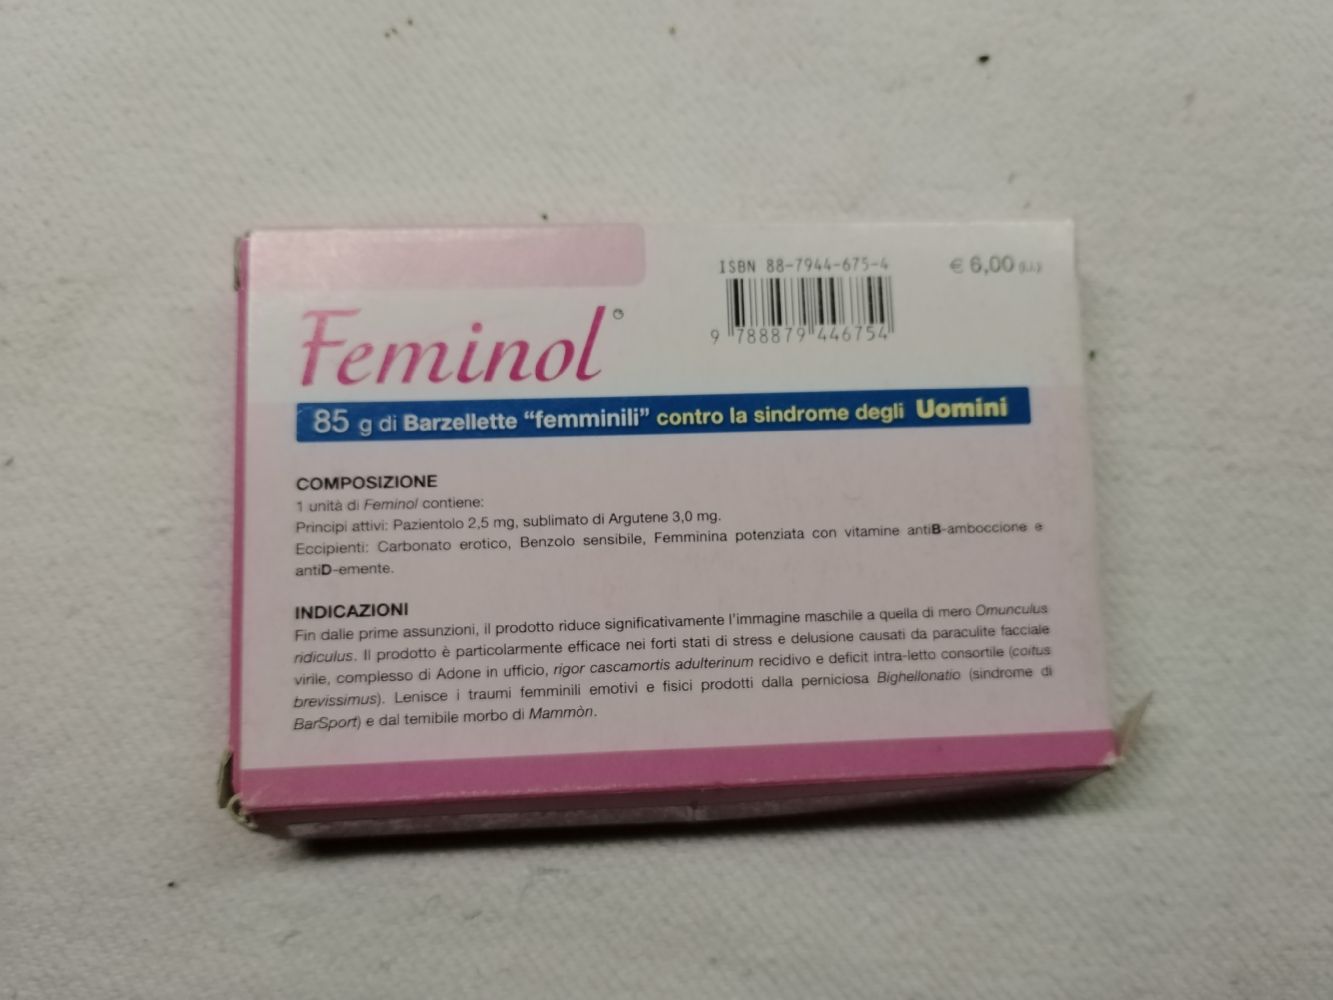 ISBN 88-7944-675-4
€ 6,00 (i.i.)
9 788879 446754
Feminol®
85 g di Barzellette “femminili” contro la sindrome degli Uomini
COMPOSIZIONE
1 unità di Feminol contiene:
Principi attivi: Pazientolo 2,5 mg, sublimato di Argutene 3,0 mg.
Eccipienti: Carbonato erotico, Benzolo sensibile, Femminina potenziata con vitamine antiB-amboccione e
antiD-emente.
INDICAZIONI
Fin dalle prime assunzioni, il prodotto riduce significativamente l’immagine maschile a quella di mero Omunculus
ridiculus. Il prodotto è particolarmente efficace nei forti stati di stress e delusione causati da paraculite facciale
virile, complesso di Adone in ufficio, rigor cascamortis adulterinum recidivo e deficit intra-letto consortile (coitus
brevissimus). Lenisce i traumi femminili emotivi e fisici prodotti dalla perniciosa Bighellonatio (sindrome di
BarSport) e dal temibile morbo di Mammòn.